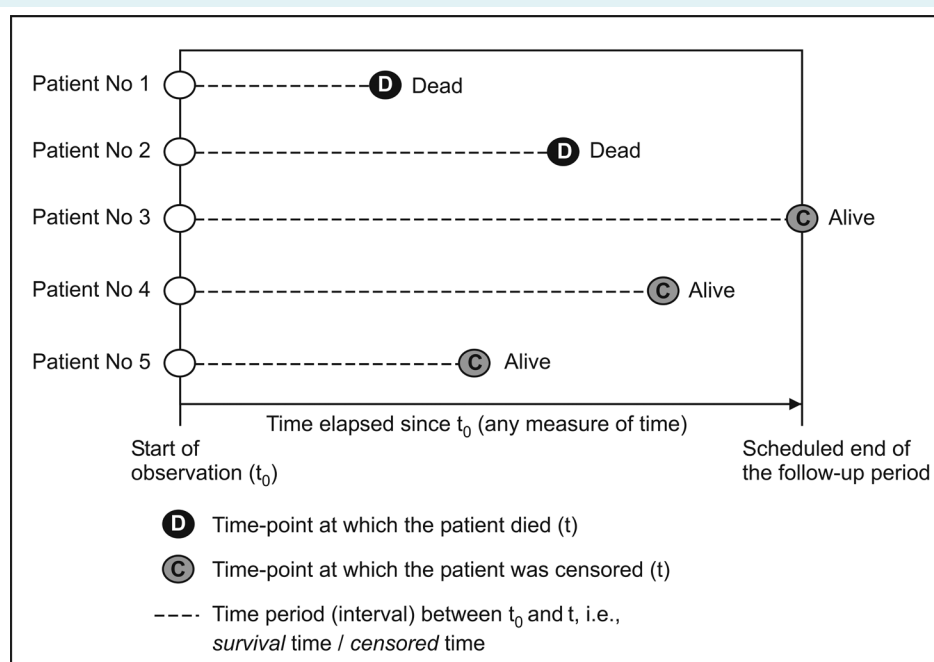 Patient No 1
D Dead
Patient No 2
D Dead
Patient No 3
C Alive
Patient No 4
C Alive
Patient No 5
C Alive
Time elapsed since t₀ (any measure of time)
Start of
observation (t₀)
Scheduled end of
the follow-up period
D Time-point at which the patient died (t)
C Time-point at which the patient was censored (t)
Time period (interval) between t₀ and t, i.e.,
survival time / censored time